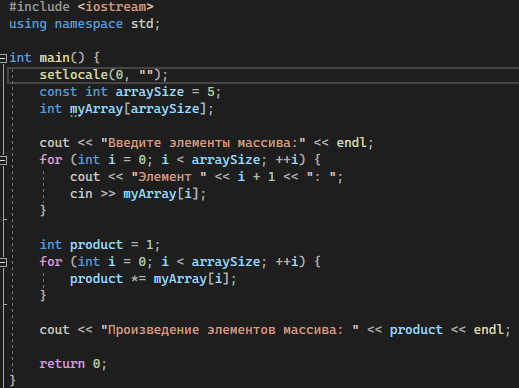 #include <iostream>
using namespace std;
int main() {
setlocale(0, "");
const int arraySize = 5;
int myArray[arraySize];
cout << "Введите элементы массива:" << endl;
for (int i = 0; i < arraySize; ++i) {
cout << "Элемент " << i + 1 << ": ";
cin >> myArray[i];
}
int product = 1;
for (int i = 0; i < arraySize; ++i) {
product *= myArray[i];
}
cout << "Произведение элементов массива: " << product << endl;
return 0;
}